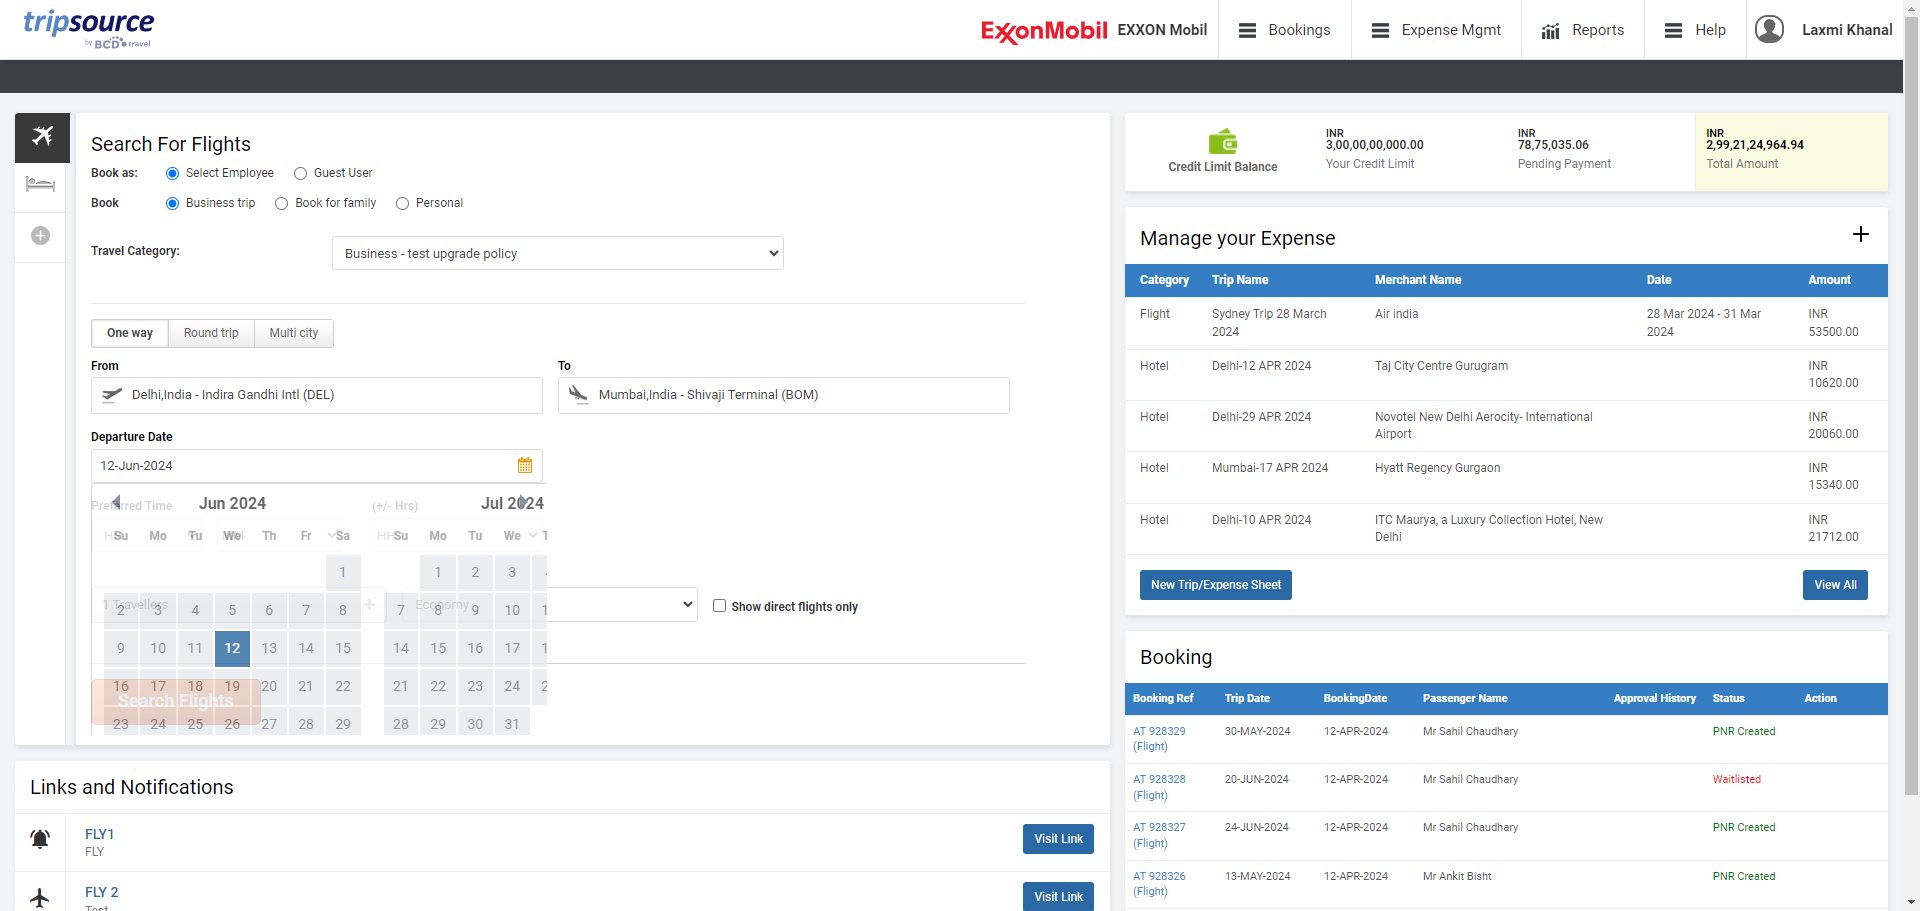 tripsource
by BCD travel
ExxonMobil EXXON Mobil
Bookings
Expense Mgmt
Reports
Help
Laxmi Khanal
Search For Flights
Book as: Select Employee Guest User
Book Business trip Book for family Personal
Travel Category: Business - test upgrade policy
One way Round trip Multi city
From To
Delhi,India - Indira Gandhi Intl (DEL) Mumbai,India - Shivaji Terminal (BOM)
Departure Date
12-Jun-2024
Preferred Time Jun 2024 (+/- Hrs) Jul 2024
Su Mo Tu We Th Fr Sa Su Mo Tu We
1 1 2 3
1 Travellers Economy
2 3 4 5 6 7 8 7 8 9 10
Show direct flights only
9 10 11 12 13 14 15 14 15 16 17
16 17 18 19 20 21 22 21 22 23 24
Search Flights
23 24 25 26 27 28 29 28 29 30 31
Links and Notifications
FLY1
FLY
Visit Link
FLY 2
Test
Visit Link
Credit Limit Balance
INR
3,00,00,00,000.00
Your Credit Limit
INR
78,75,035.06
Pending Payment
INR
2,99,21,24,964.94
Total Amount
Manage your Expense
Category Trip Name Merchant Name Date Amount
Flight Sydney Trip 28 March 2024 Air india 28 Mar 2024 - 31 Mar 2024 INR 53500.00
Hotel Delhi-12 APR 2024 Taj City Centre Gurugram INR 10620.00
Hotel Delhi-29 APR 2024 Novotel New Delhi Aerocity- International Airport INR 20060.00
Hotel Mumbai-17 APR 2024 Hyatt Regency Gurgaon INR 15340.00
Hotel Delhi-10 APR 2024 ITC Maurya, a Luxury Collection Hotel, New Delhi INR 21712.00
New Trip/Expense Sheet View All
Booking
Booking Ref Trip Date BookingDate Passenger Name Approval History Status Action
AT 928329 (Flight) 30-MAY-2024 12-APR-2024 Mr Sahil Chaudhary PNR Created
AT 928328 (Flight) 20-JUN-2024 12-APR-2024 Mr Sahil Chaudhary Waitlisted
AT 928327 (Flight) 24-JUN-2024 12-APR-2024 Mr Sahil Chaudhary PNR Created
AT 928326 (Flight) 13-MAY-2024 12-APR-2024 Mr Ankit Bisht PNR Created